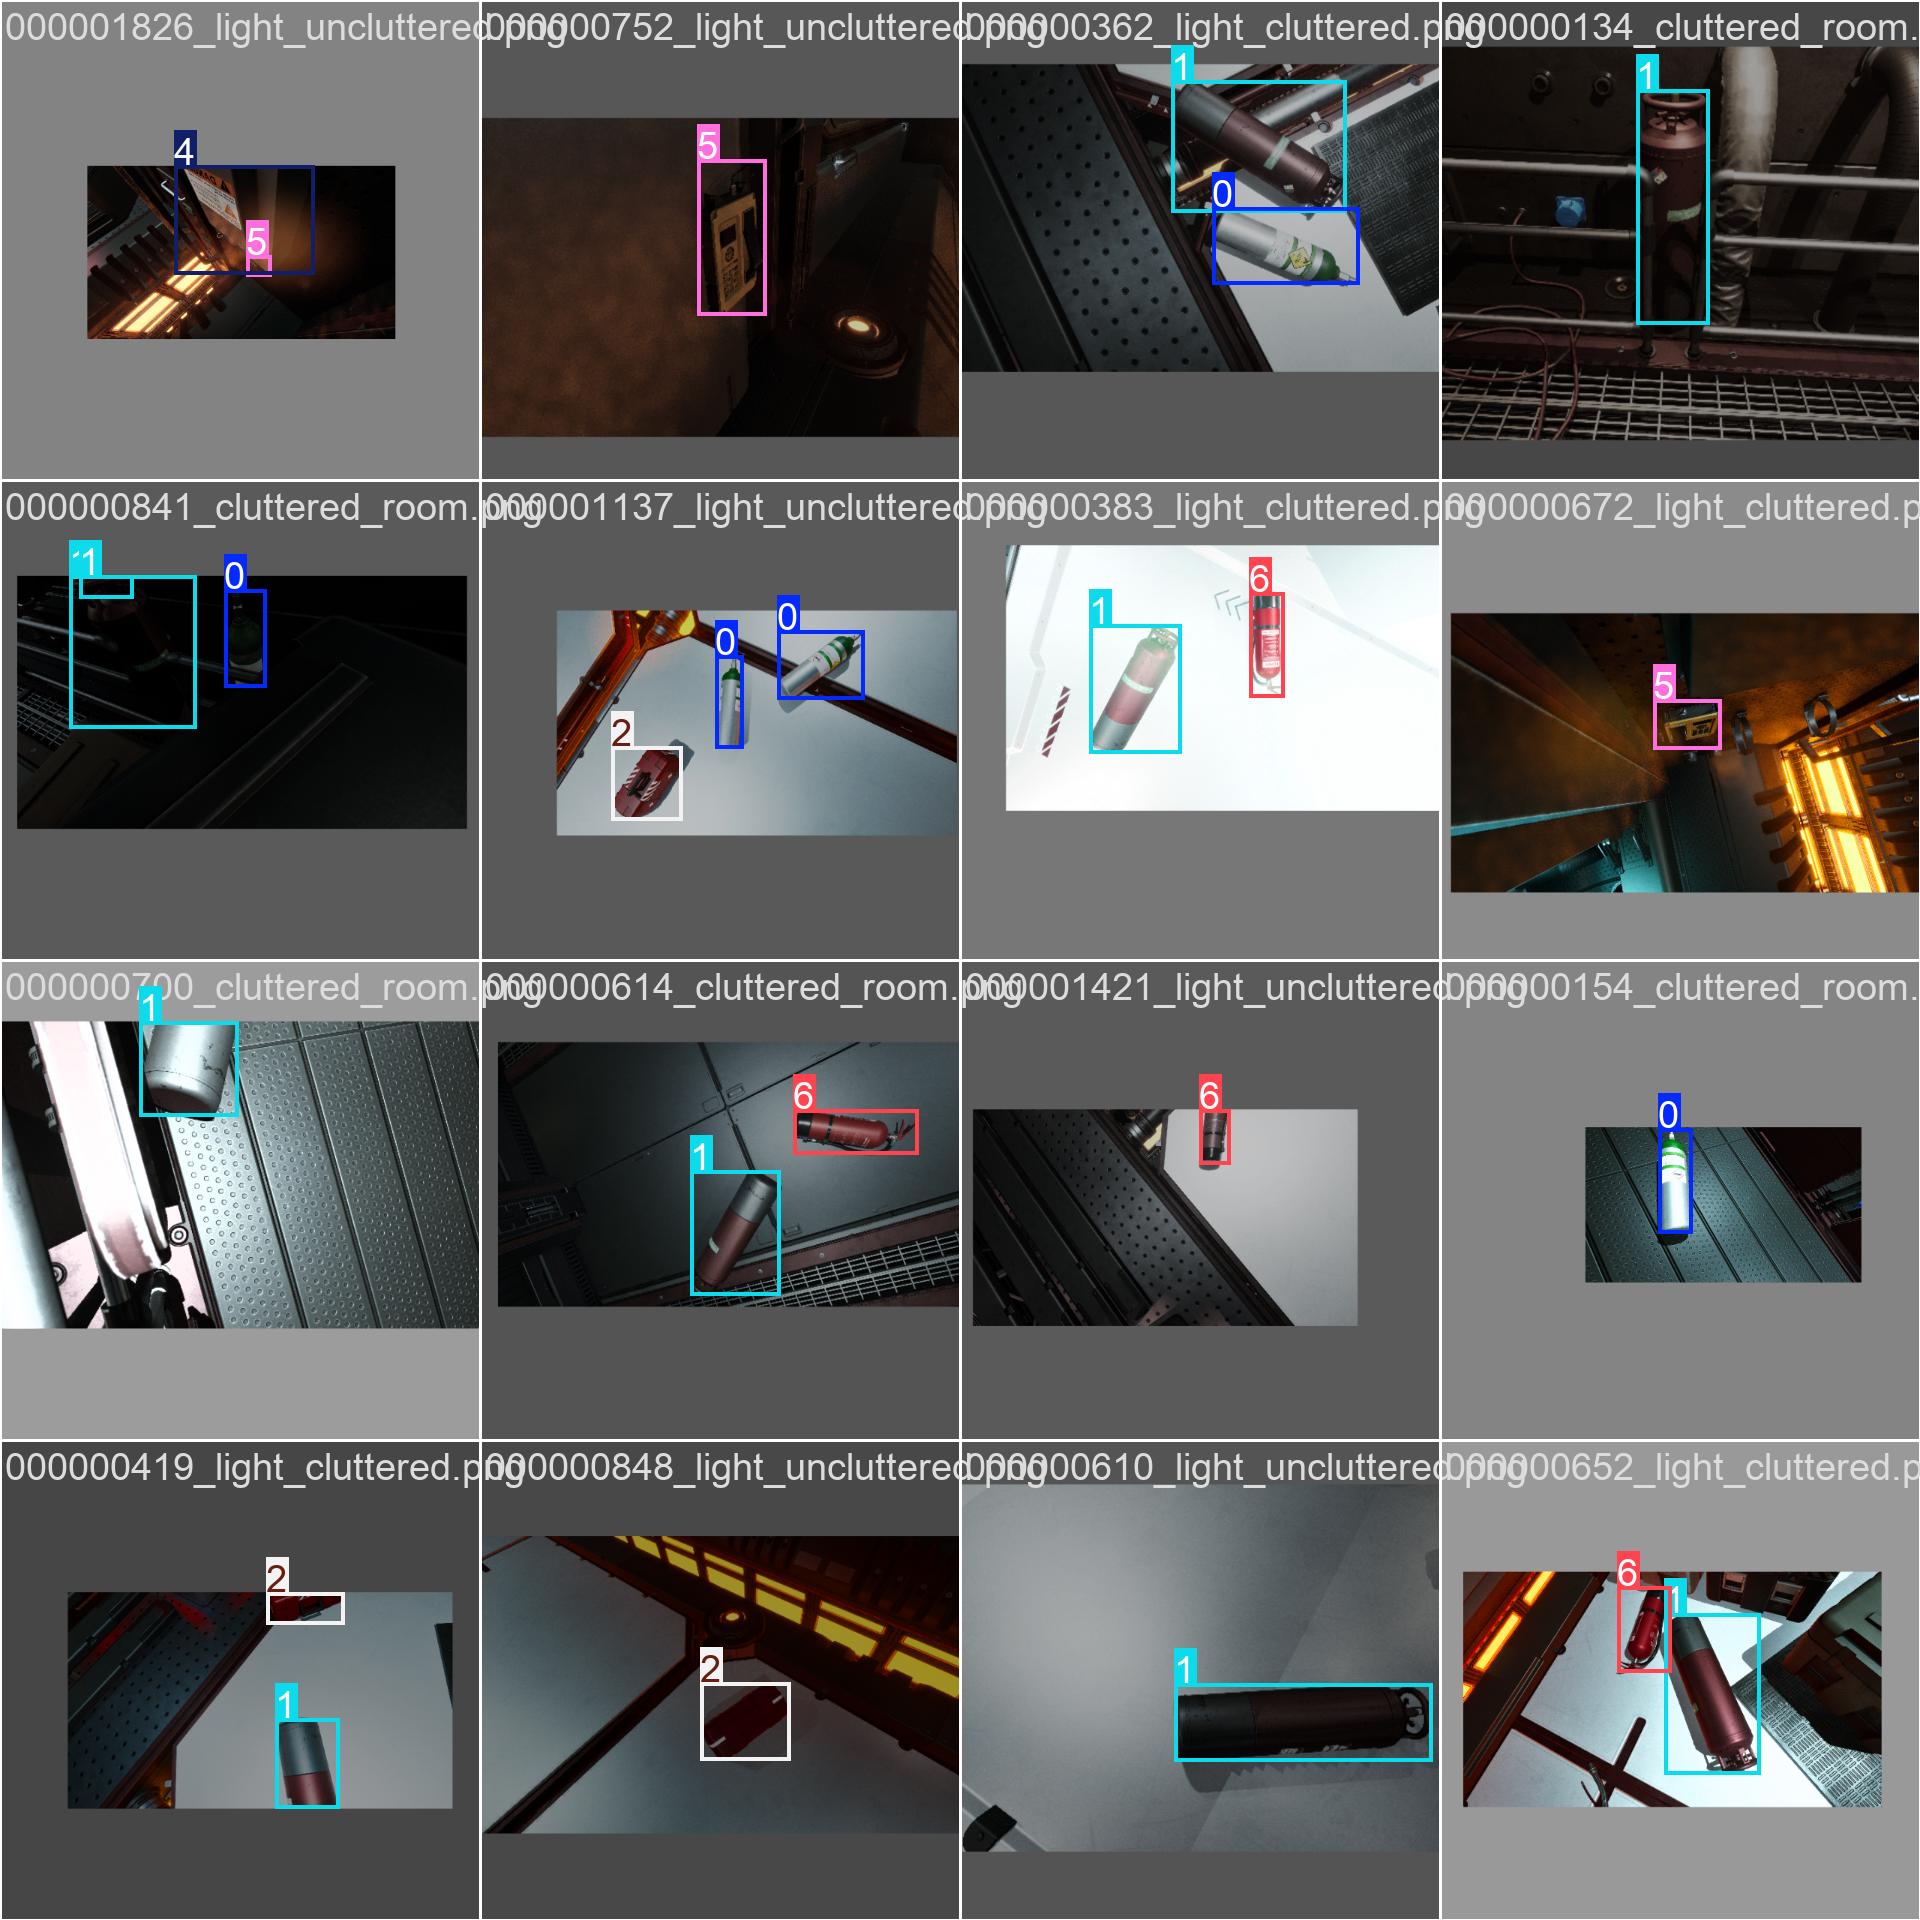 000001826_light_uncluttered.png
000000752_light_uncluttered.png
000000362_light_cluttered.png
000000134_cluttered_room.
4
5
5
1
0
1
000000841_cluttered_room.png
000001137_light_uncluttered.png
000000383_light_cluttered.png
000000672_light_cluttered.p
1
0
0
0
2
1
6
5
000000700_cluttered_room.png
000000614_cluttered_room.png
000001421_light_uncluttered.png
000000154_cluttered_room.
1
6
1
6
0
000000419_light_cluttered.png
000000848_light_uncluttered.png
000000610_light_uncluttered.png
000000652_light_cluttered.p
2
1
2
1
6
1